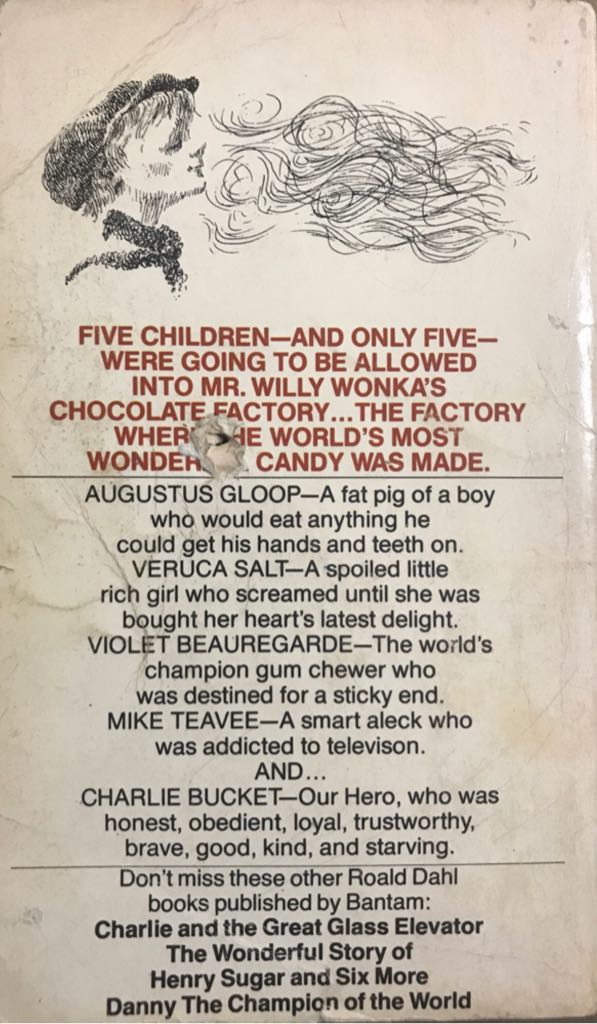 FIVE CHILDREN—AND ONLY FIVE—
WERE GOING TO BE ALLOWED
INTO MR. WILLY WONKA'S
CHOCOLATE FACTORY...THE FACTORY
WHER HE WORLD'S MOST
WONDER CANDY WAS MADE.
AUGUSTUS GLOOP—A fat pig of a boy
who would eat anything he
could get his hands and teeth on.
VERUCA SALT—A spoiled little
rich girl who screamed until she was
bought her heart's latest delight.
VIOLET BEAUREGARDE—The world's
champion gum chewer who
was destined for a sticky end.
MIKE TEAVEE—A smart aleck who
was addicted to televison.
AND...
CHARLIE BUCKET—Our Hero, who was
honest, obedient, loyal, trustworthy,
brave, good, kind, and starving.
Don't miss these other Roald Dahl
books published by Bantam:
Charlie and the Great Glass Elevator
The Wonderful Story of
Henry Sugar and Six More
Danny The Champion of the World